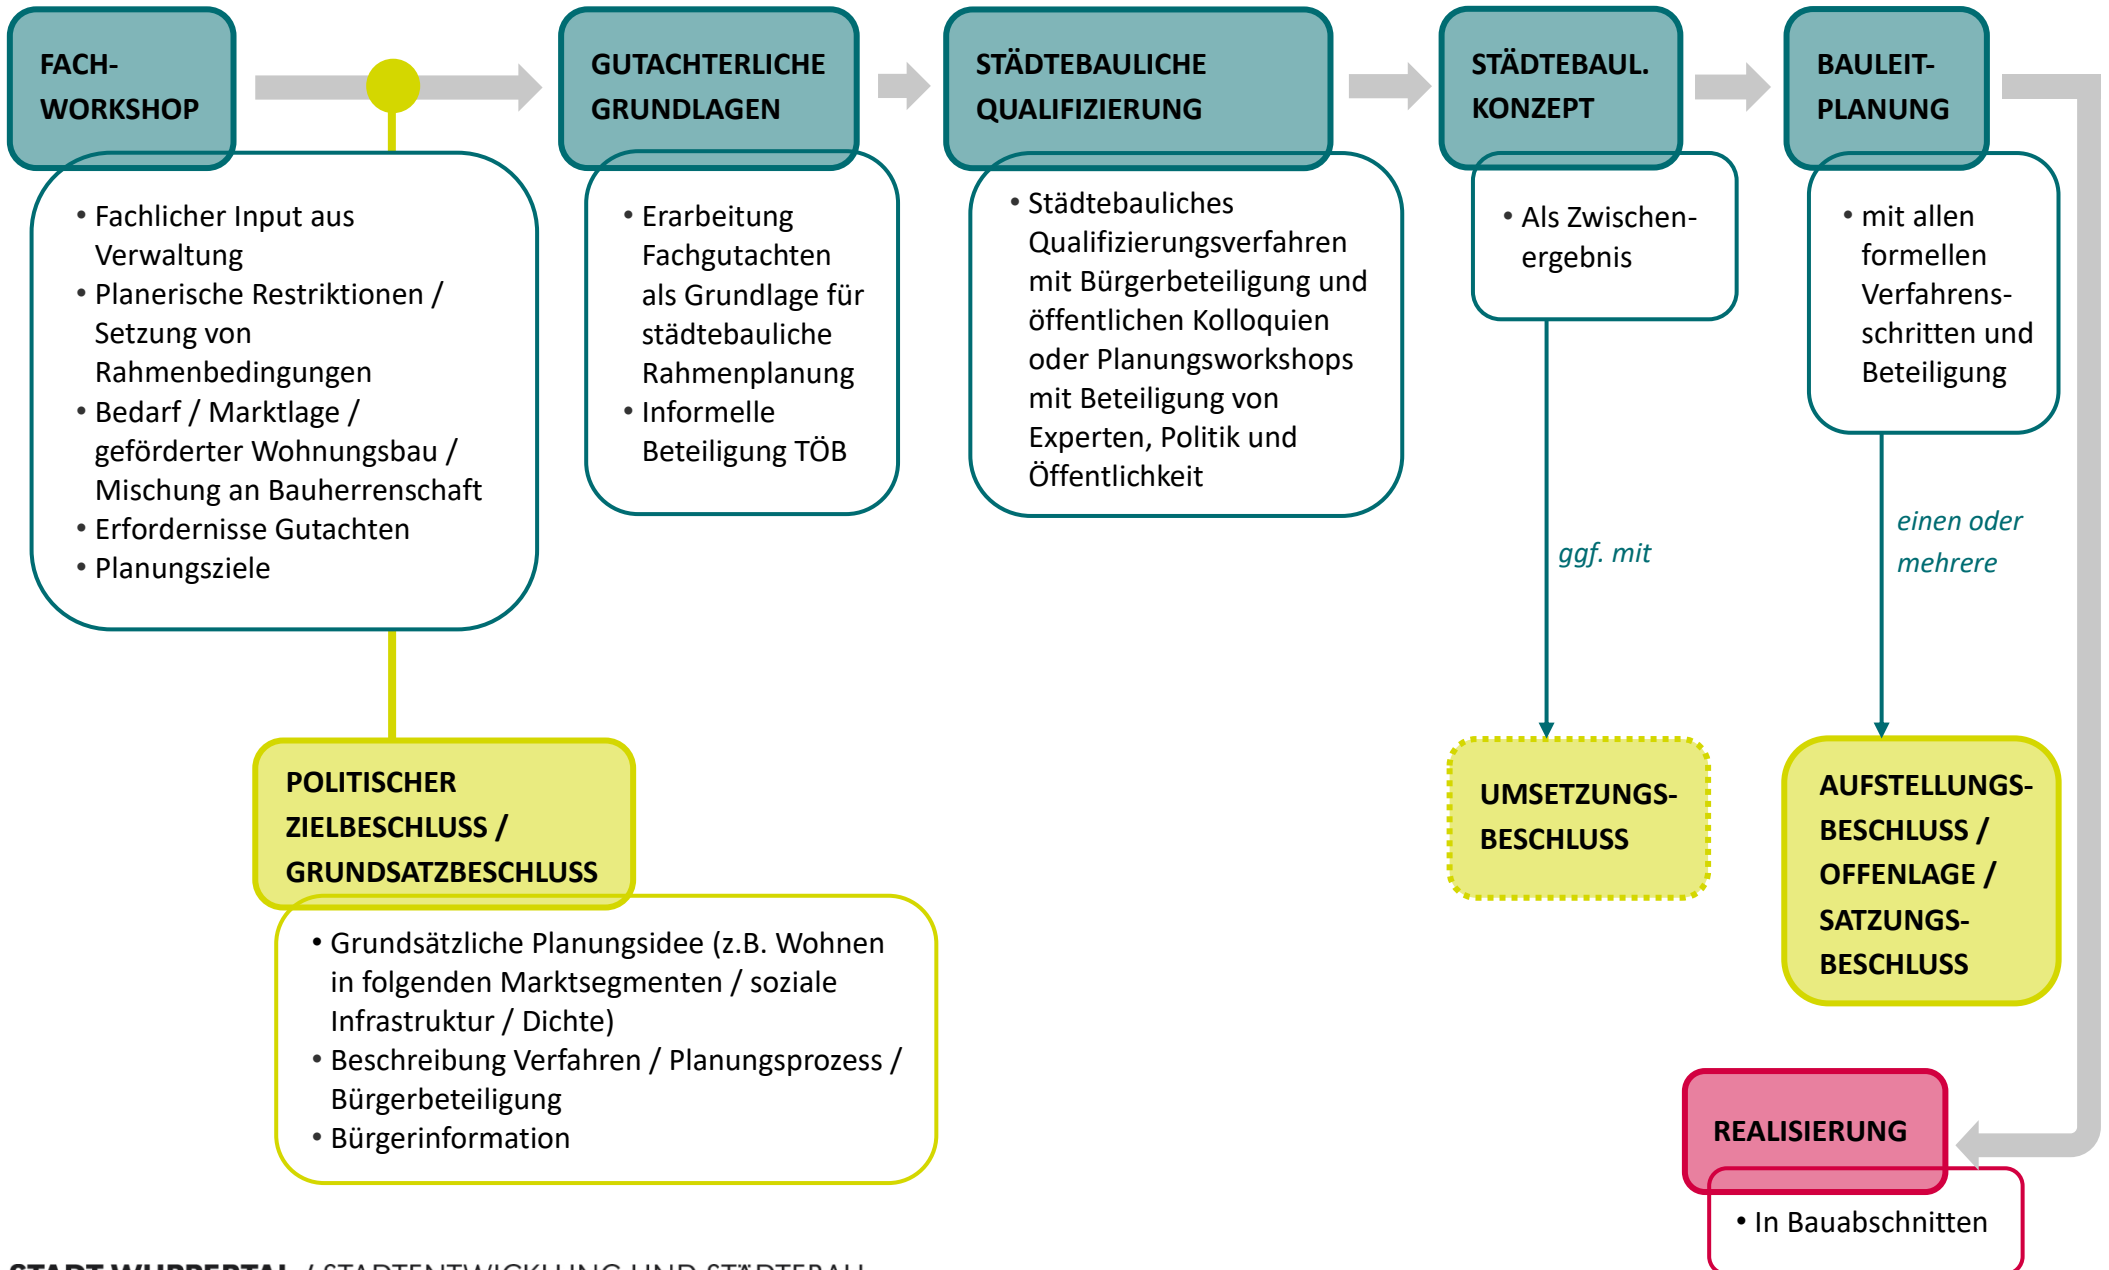 FACH-
WORKSHOP
• Fachlicher Input aus
Verwaltung
• Planerische Restriktionen /
Setzung von
Rahmenbedingungen
• Bedarf / Marktlage /
geförderter Wohnungsbau /
Mischung an Bauherrenschaft
• Erfordernisse Gutachten
• Planungsziele
GUTACHTERLICHE
GRUNDLAGEN
• Erarbeitung
Fachgutachten
als Grundlage für
städtebauliche
Rahmenplanung
• Informelle
Beteiligung TÖB
STÄDTEBAULICHE
QUALIFIZIERUNG
• Städtebauliches
Qualifizierungsverfahren
mit Bürgerbeteiligung und
öffentlichen Kolloquien
oder Planungsworkshops
mit Beteiligung von
Experten, Politik und
Öffentlichkeit
STÄDTEBAUL.
KONZEPT
• Als Zwischen-
ergebnis
ggf. mit
BAULEIT-
PLANUNG
• mit allen
formellen
Verfahrens-
schritten und
Beteiligung
einen oder
mehrere
POLITISCHER
ZIELBESCHLUSS /
GRUNDSATZBESCHLUSS
• Grundsätzliche Planungsidee (z.B. Wohnen
in folgenden Marktsegmenten / soziale
Infrastruktur / Dichte)
• Beschreibung Verfahren / Planungsprozess /
Bürgerbeteiligung
• Bürgerinformation
UMSETZUNGS-
BESCHLUSS
AUFSTELLUNGS-
BESCHLUSS /
OFFENLAGE /
SATZUNGS-
BESCHLUSS
REALISIERUNG
• In Bauabschnitten
STADT WUPPERTAL / STADTENTWICKLUNG UND STÄDTEBAU